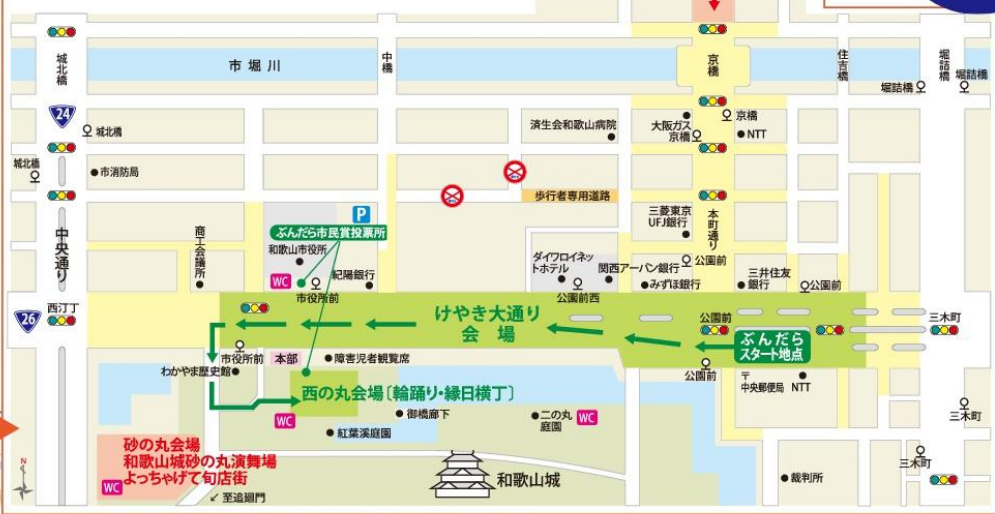 城北橋
市堀川
中橋
京橋
住吉橋
堀詰橋
堀詰橋
堀詰橋
24
城北橋
済生会和歌山病院
大阪ガス
京橋
京橋
NTT
城北橋
市消防局
歩行者専用道路
中央通り
商工会議所
P
ぶんだら市民賞投票所
和歌山市役所
WC
紀陽銀行
市役所前
三菱東京
UFJ銀行
本町通り
ダイワロイネッ
トホテル
関西アーバン銀行
公園前
みずほ銀行
三井住友
銀行
公園前
公園前西
26
西汀丁
けやき大通り
会場
公園前
三木町
ぶんだら
スタート地点
市役所前
本部
障害児者観覧席
わかやま歴史館
公園前
〒
中央郵便局
NTT
西の丸会場〔輪踊り・縁日横丁〕
WC
御橋廊下
二の丸
庭園
WC
紅葉渓庭園
三木町
三木町
砂の丸会場
和歌山城砂の丸演舞場
よっちゃげて旬店街
WC
至追廻門
和歌山城
裁判所
N